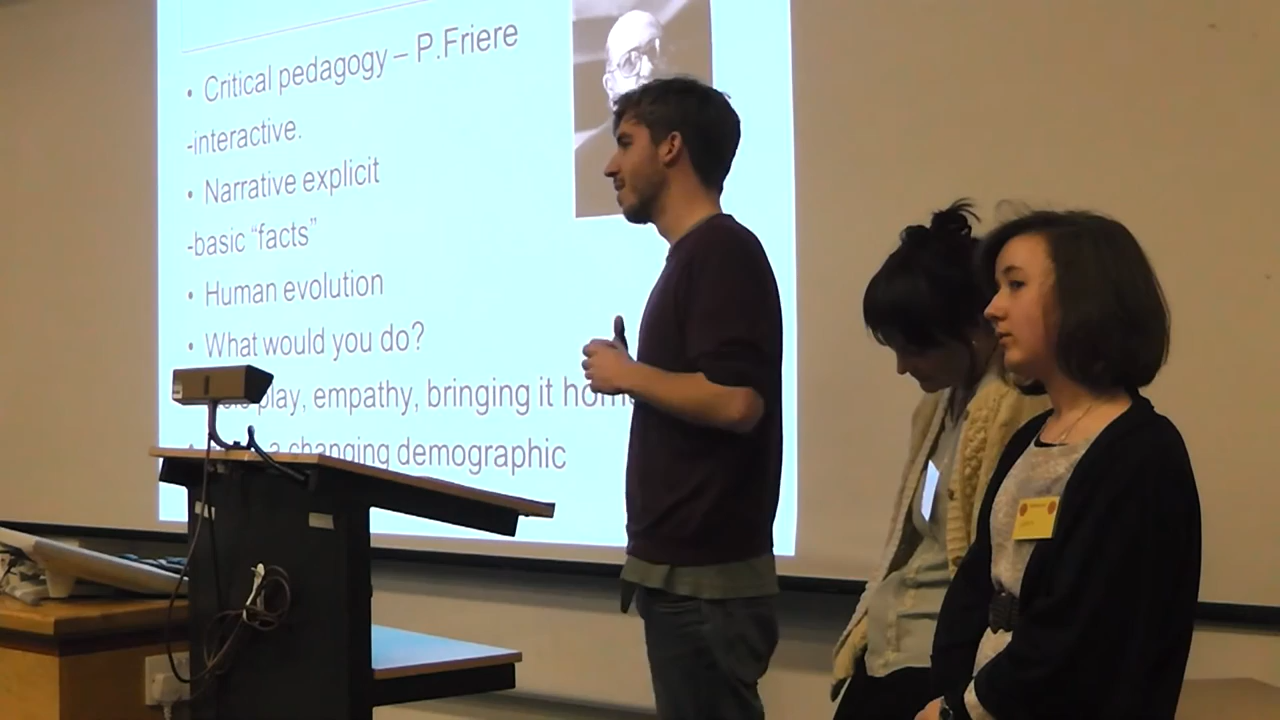 • Critical pedagogy – P.Friere
-interactive.
• Narrative explicit
-basic “facts”
• Human evolution
• What would you do?
play, empathy, bringing it
• a changing demographic